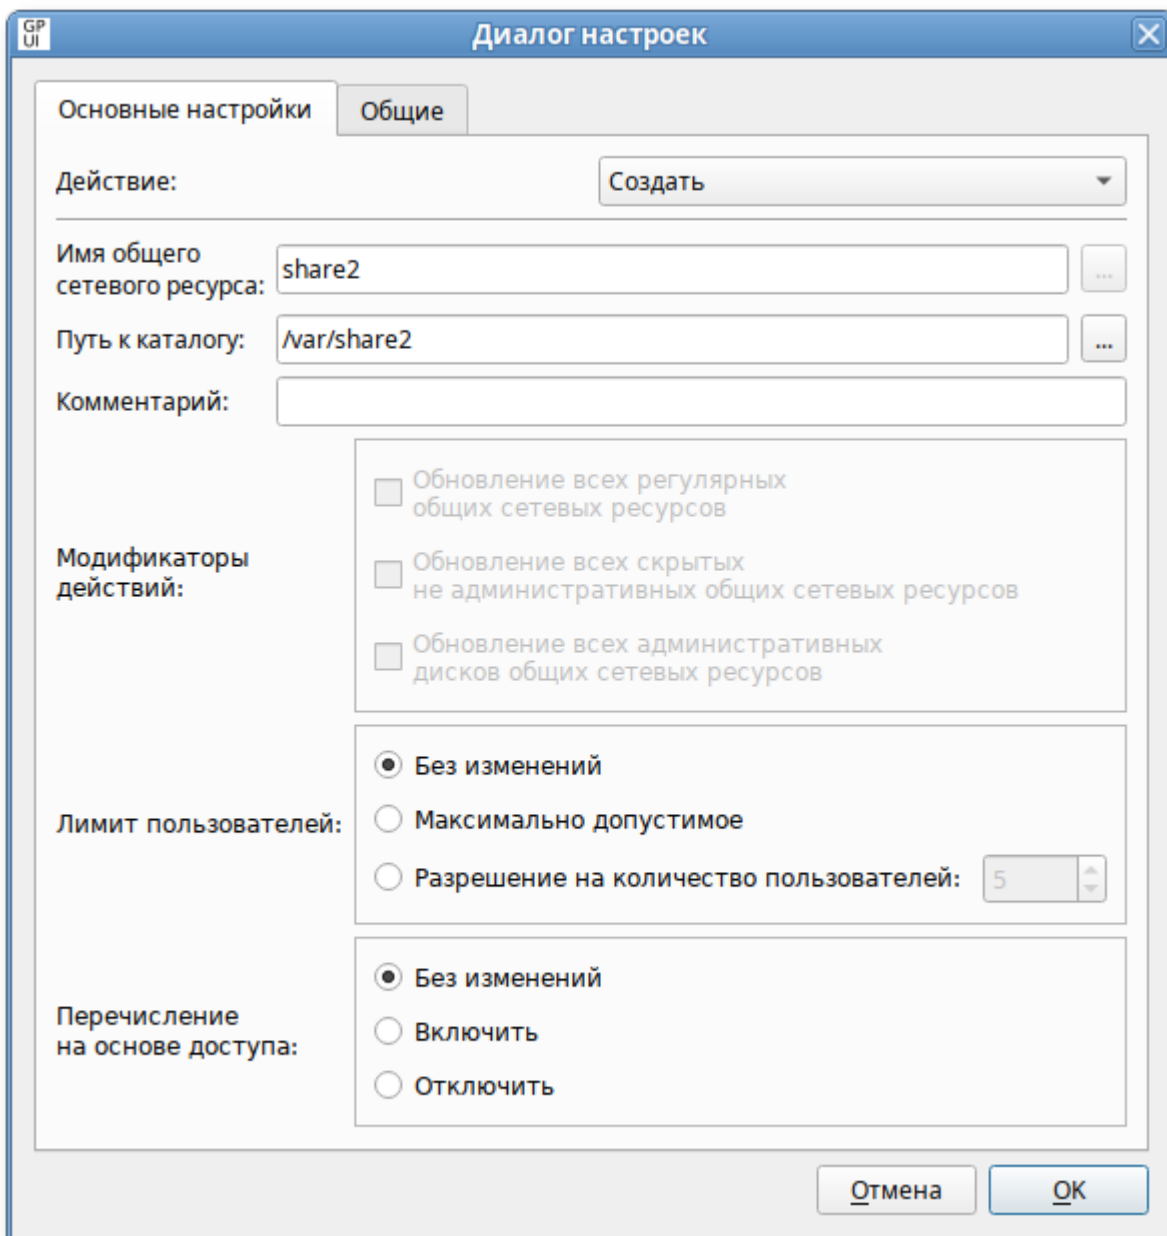 GP
UI
Диалог настроек
Основные настройки
Общие
Действие:
Создать
Имя общего
сетевого ресурса:
share2
...
Путь к каталогу:
/var/share2
...
Комментарий:
Модификаторы
действий:
Обновление всех регулярных
общих сетевых ресурсов
Обновление всех скрытых
не административных общих сетевых ресурсов
Обновление всех административных
дисков общих сетевых ресурсов
Лимит пользователей:
Без изменений
Максимально допустимое
Разрешение на количество пользователей:
5
Перечисление
на основе доступа:
Без изменений
Включить
Отключить
Отмена
OK